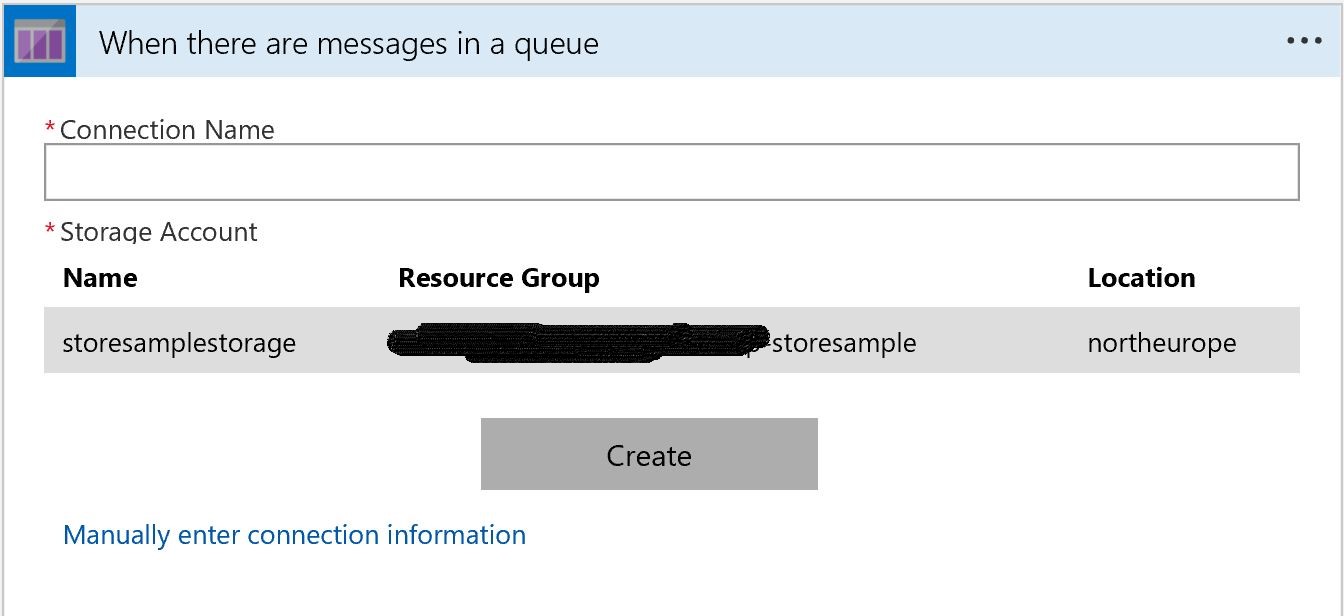 When there are messages in a queue
* Connection Name
* Storage Account
Name Resource Group Location
storesamplestorage -storesample northeurope
Create
Manually enter connection information